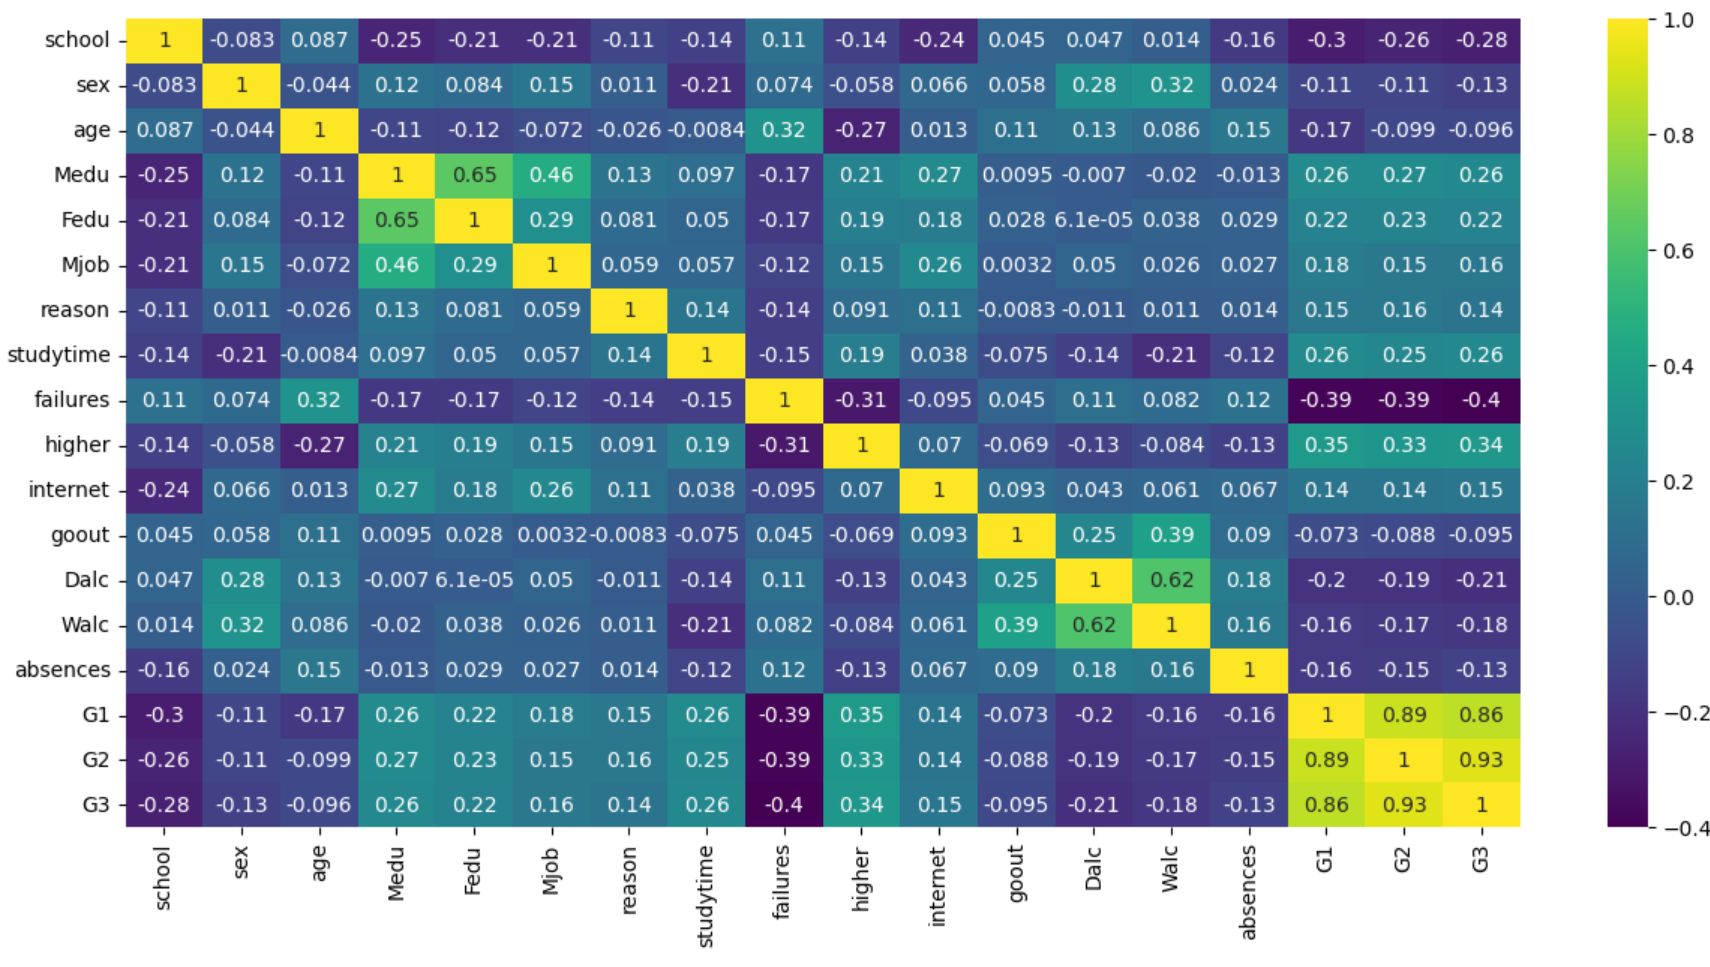 school 1 -0.083 0.087 -0.25 -0.21 -0.21 -0.11 -0.14 0.11 -0.14 -0.24 0.045 0.047 0.014 -0.16 -0.3 -0.26 -0.28
sex -0.083 1 -0.044 0.12 0.084 0.15 0.011 -0.21 0.074 -0.058 0.066 0.058 0.28 0.32 0.024 -0.11 -0.11 -0.13
age 0.087 -0.044 1 -0.11 -0.12 -0.072 -0.026 -0.0084 0.32 -0.27 0.013 0.11 0.13 0.086 0.15 -0.17 -0.099 -0.096
Medu -0.25 0.12 -0.11 1 0.65 0.46 0.13 0.097 -0.17 0.21 0.27 0.0095 -0.007 -0.02 -0.013 0.26 0.27 0.26
Fedu -0.21 0.084 -0.12 0.65 1 0.29 0.081 0.05 -0.17 0.19 0.18 0.028 6.1e-05 0.038 0.029 0.22 0.23 0.22
Mjob -0.21 0.15 -0.072 0.46 0.29 1 0.059 0.057 -0.12 0.15 0.26 0.0032 0.05 0.026 0.027 0.18 0.15 0.16
reason -0.11 0.011 -0.026 0.13 0.081 0.059 1 0.14 -0.14 0.091 0.11 -0.0083 -0.011 0.011 0.014 0.15 0.16 0.14
studytime -0.14 -0.21 -0.0084 0.097 0.05 0.057 0.14 1 -0.15 0.19 0.038 -0.075 -0.14 -0.21 -0.12 0.26 0.25 0.26
failures 0.11 0.074 0.32 -0.17 -0.17 -0.12 -0.14 -0.15 1 -0.31 -0.095 0.045 0.11 0.082 0.12 -0.39 -0.39 -0.4
higher -0.14 -0.058 -0.27 0.21 0.19 0.15 0.091 0.19 -0.31 1 0.07 -0.069 -0.13 -0.084 -0.13 0.35 0.33 0.34
internet -0.24 0.066 0.013 0.27 0.18 0.26 0.11 0.038 -0.095 0.07 1 0.093 0.043 0.061 0.067 0.14 0.14 0.15
goout 0.045 0.058 0.11 0.0095 0.028 0.0032 -0.0083 -0.075 0.045 -0.069 0.093 1 0.25 0.39 0.09 -0.073 -0.088 -0.095
Dalc 0.047 0.28 0.13 -0.007 6.1e-05 0.05 -0.011 -0.14 0.11 -0.13 0.043 0.25 1 0.62 0.18 -0.2 -0.19 -0.21
Walc 0.014 0.32 0.086 -0.02 0.038 0.026 0.011 -0.21 0.082 -0.084 0.061 0.39 0.62 1 0.16 -0.16 -0.17 -0.18
absences -0.16 0.024 0.15 -0.013 0.029 0.027 0.014 -0.12 0.12 -0.13 0.067 0.09 0.18 0.16 1 -0.16 -0.15 -0.13
G1 -0.3 -0.11 -0.17 0.26 0.22 0.18 0.15 0.26 -0.39 0.35 0.14 -0.073 -0.2 -0.16 -0.16 1 0.89 0.86
G2 -0.26 -0.11 -0.099 0.27 0.23 0.15 0.16 0.25 -0.39 0.33 0.14 -0.088 -0.19 -0.17 -0.15 0.89 1 0.93
G3 -0.28 -0.13 -0.096 0.26 0.22 0.16 0.14 0.26 -0.4 0.34 0.15 -0.095 -0.21 -0.18 -0.13 0.86 0.93 1
school sex age Medu Fedu Mjob reason studytime failures higher internet goout Dalc Walc absences G1 G2 G3
1.0
0.8
0.6
0.4
0.2
0.0
−0.2
−0.4